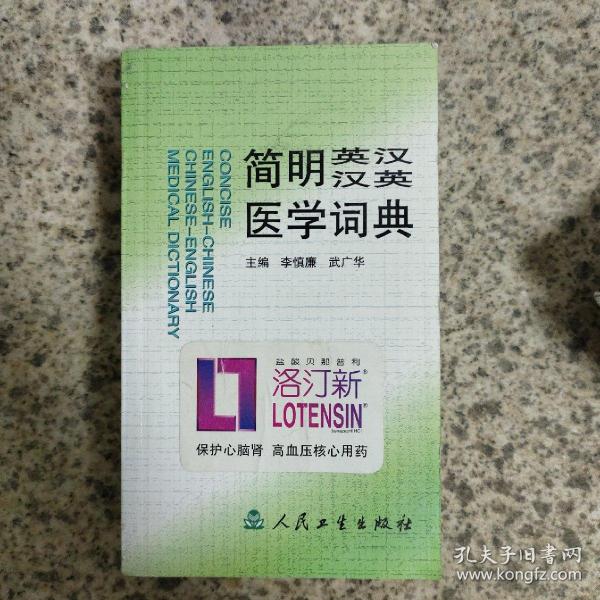 简明 英汉
汉英
医学词典
主编 李慎廉 武广华
CONCISE
ENGLISH-CHINESE
CHINESE-ENGLISH
MEDICAL DICTIONARY
盐酸贝那普利
洛汀新®
LOTENSIN®
保护心脑肾 高血压核心用药
人民卫生出版社
孔夫子旧书网
www.kongfz.com